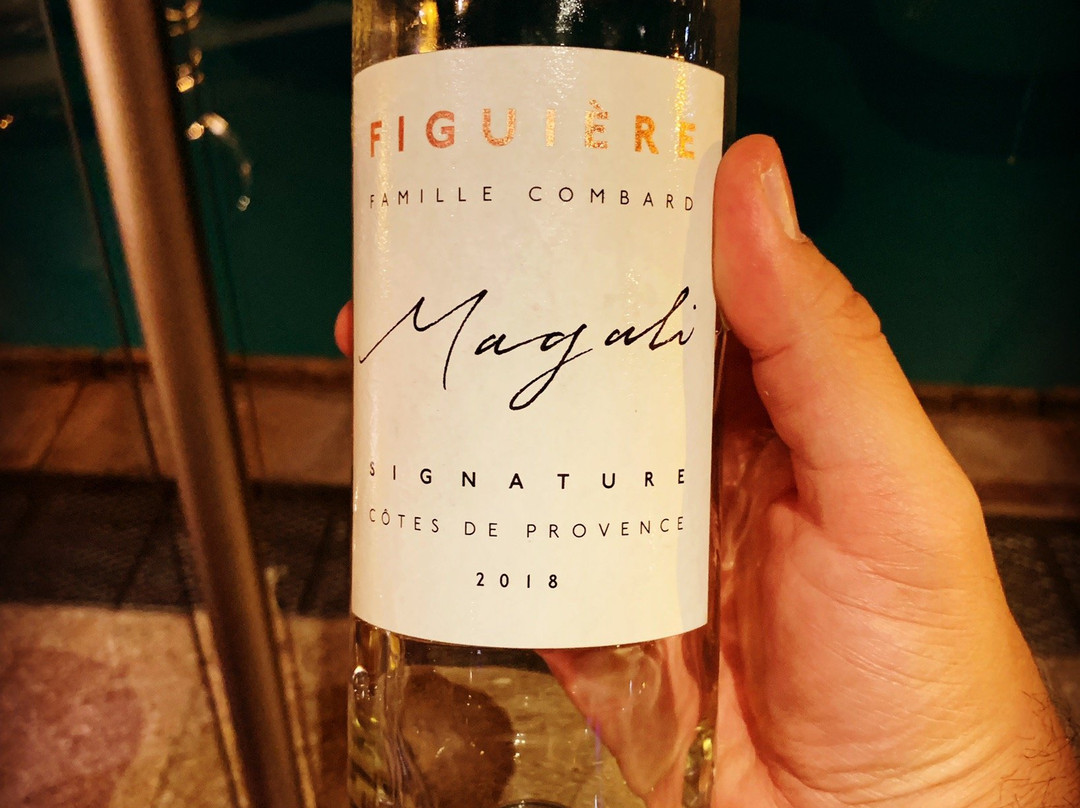 FIGUIÈRE
FAMILLE COMBARD
Magali
SIGNATURE
CÔTES DE PROVENCE
2018